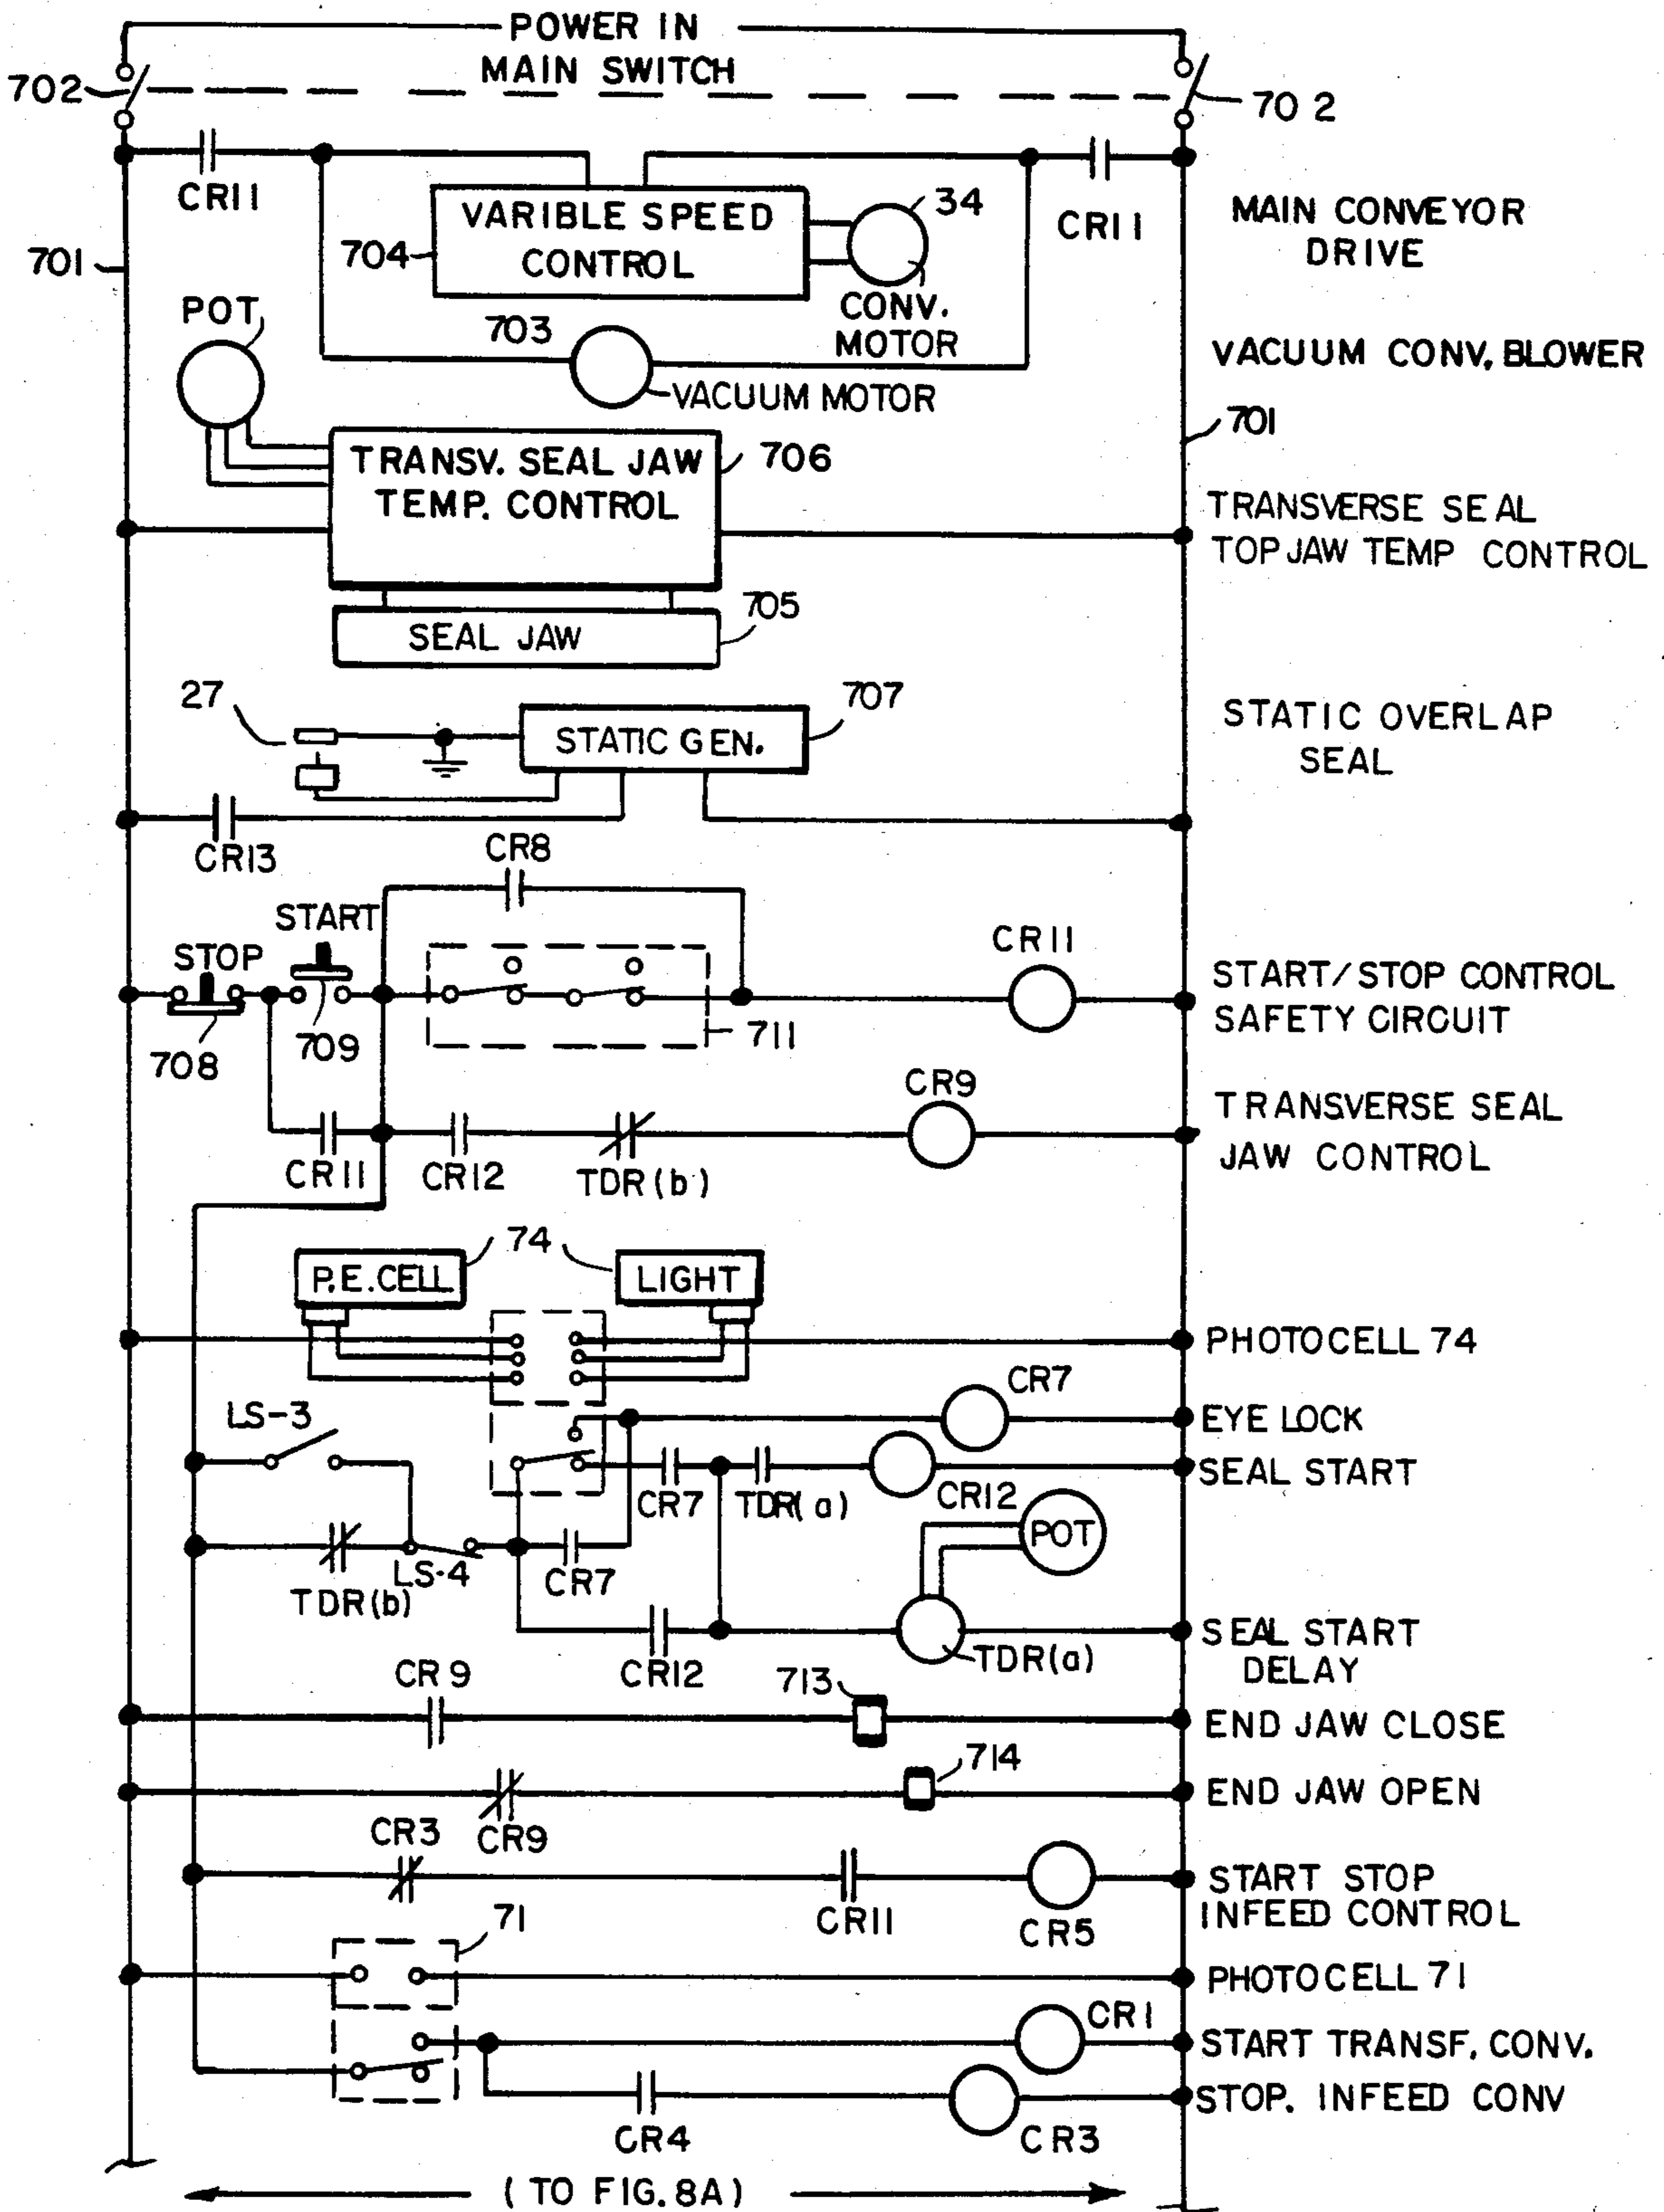 POWER IN
MAIN SWITCH
702
702
CR11
CR11
VARIBLE SPEED
CONTROL
704
34
CONV.
MOTOR
MAIN CONVEYOR
DRIVE
701
POT
703
VACUUM MOTOR
VACUUM CONV. BLOWER
701
TRANSV. SEAL JAW
TEMP. CONTROL
706
TRANSVERSE SEAL
TOP JAW TEMP CONTROL
SEAL JAW
705
27
STATIC GEN.
707
STATIC OVERLAP
SEAL
CR13
CR8
START
STOP
CR11
START/STOP CONTROL
SAFETY CIRCUIT
708
709
711
CR9
TRANSVERSE SEAL
JAW CONTROL
CR11
CR12
TDR(b)
P.E.CELL
74
LIGHT
PHOTOCELL 74
CR7
EYE LOCK
LS-3
CR7
TDR(a)
CR12
SEAL START
POT
TDR(b)
LS-4
CR7
CR12
TDR(a)
SEAL START
DELAY
CR9
713
END JAW CLOSE
714
END JAW OPEN
CR3
CR9
CR11
CR5
START STOP
INFEED CONTROL
71
PHOTOCELL 71
CR1
START TRANSF. CONV.
CR4
CR3
STOP. INFEED CONV
(TO FIG.8A)